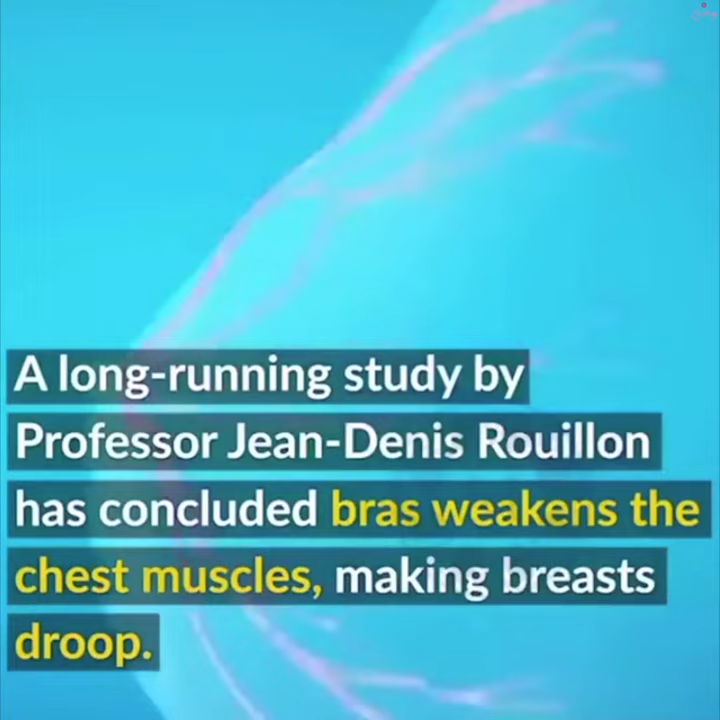 A long-running study by
Professor Jean-Denis Rouillon
has concluded bras weakens the
chest muscles, making breasts
droop.